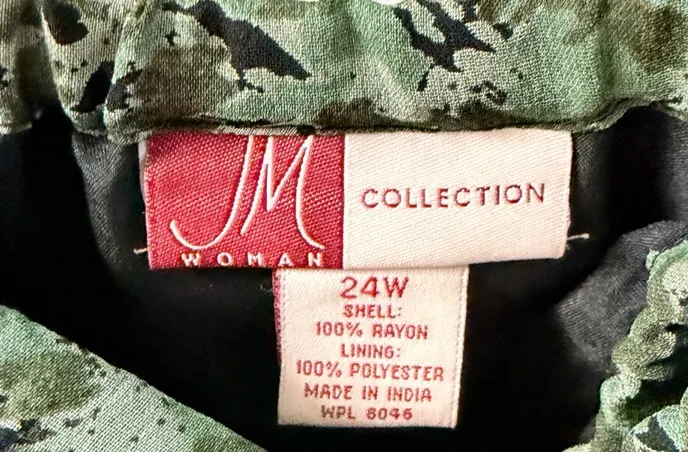 JM
WOMAN
COLLECTION
24W
SHELL:
100% RAYON
LINING:
100% POLYESTER
MADE IN INDIA
WPL 8046